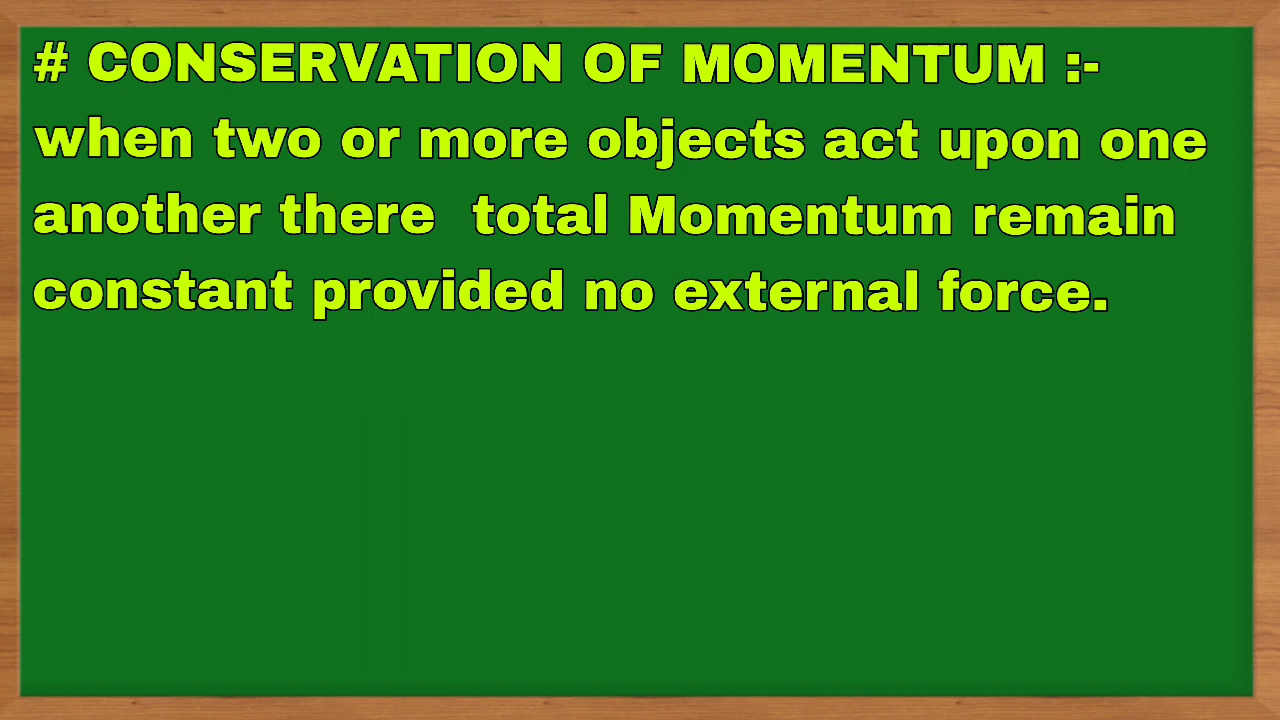 # CONSERVATION OF MOMENTUM :-
when two or more objects act upon one
another there  total Momentum remain
constant provided no external force.